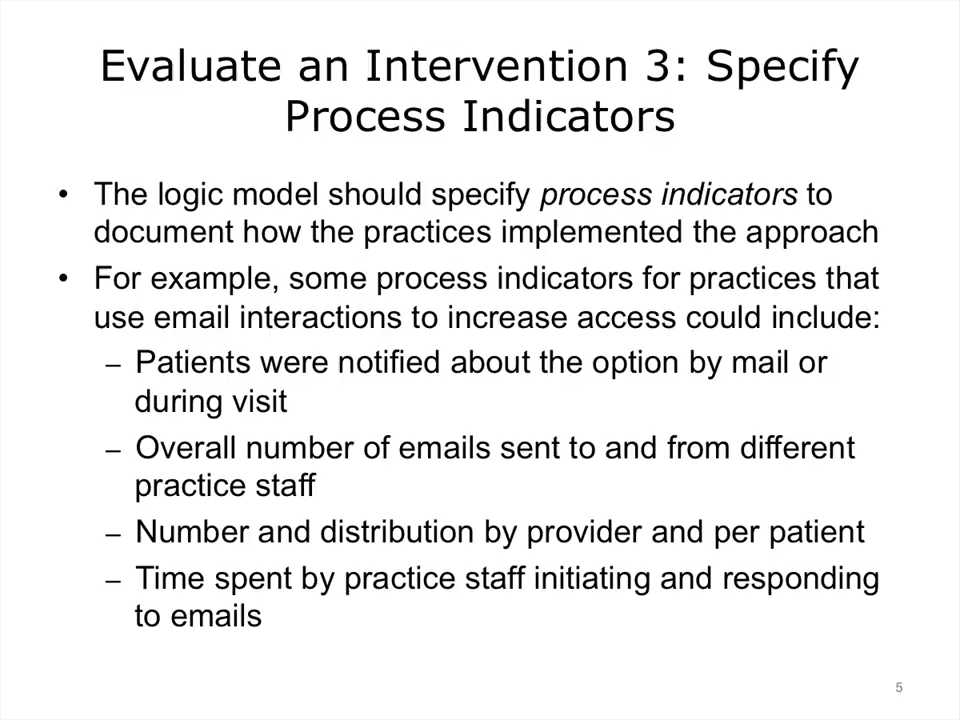 Evaluate an Intervention 3: Specify
Process Indicators
• The logic model should specify process indicators to
document how the practices implemented the approach
• For example, some process indicators for practices that
use email interactions to increase access could include:
– Patients were notified about the option by mail or
during visit
– Overall number of emails sent to and from different
practice staff
– Number and distribution by provider and per patient
– Time spent by practice staff initiating and responding
to emails
5